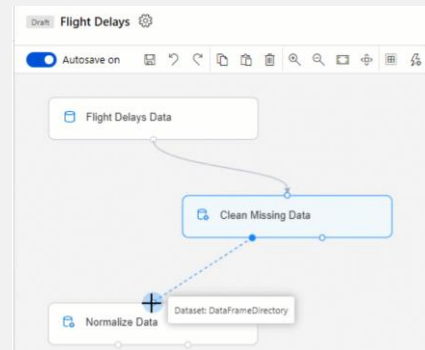 Draft Flight Delays
Autosave on
Flight Delays Data
Clean Missing Data
Dataset: DataFrameDirectory
Normalize Data